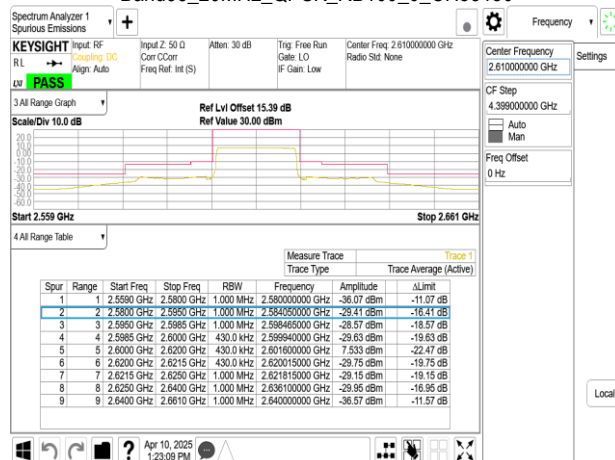 Spectrum Analyzer 1
Spurious Emissions
+
Frequency
KEYSIGHT
Input: RF
Input Z: 50 Ω
Atten: 30 dB
Trig: Free Run
Center Freq: 2.610000000 GHz
RL
Coupling: DC
Corr CCorr
Gate: LO
Radio Std: None
Align: Auto
Freq Ref: Int (S)
IF Gain: Low
LXI
PASS
Center Frequency
2.610000000 GHz
Settings
CF Step
4.399000000 GHz
Auto
Man
Freq Offset
0 Hz
3 All Range Graph
Ref Lvl Offset 15.39 dB
Scale/Div 10.0 dB
Ref Value 30.00 dBm
20.0
10.0
0.00
-10.0
-20.0
-30.0
-40.0
-50.0
-60.0
Start 2.559 GHz
Stop 2.661 GHz
4 All Range Table
Measure Trace Trace 1
Trace Type Trace Average (Active)
Spur Range Start Freq Stop Freq RBW Frequency Amplitude ΔLimit
1 1 2.5590 GHz 2.5800 GHz 1.000 MHz 2.580000000 GHz -36.07 dBm -11.07 dB
2 2 2.5800 GHz 2.5950 GHz 1.000 MHz 2.584050000 GHz -29.41 dBm -16.41 dB
3 3 2.5950 GHz 2.5985 GHz 1.000 MHz 2.598465000 GHz -28.57 dBm -18.57 dB
4 4 2.5985 GHz 2.6000 GHz 430.0 kHz 2.599940000 GHz -29.63 dBm -19.63 dB
5 5 2.6000 GHz 2.6200 GHz 430.0 kHz 2.601600000 GHz 7.533 dBm -22.47 dB
6 6 2.6200 GHz 2.6215 GHz 430.0 kHz 2.620015000 GHz -29.75 dBm -19.75 dB
7 7 2.6215 GHz 2.6250 GHz 1.000 MHz 2.621815000 GHz -29.15 dBm -19.15 dB
8 8 2.6250 GHz 2.6400 GHz 1.000 MHz 2.636100000 GHz -29.95 dBm -16.95 dB
9 9 2.6400 GHz 2.6610 GHz 1.000 MHz 2.640000000 GHz -36.57 dBm -11.57 dB
Local
?
Apr 10, 2025
1:23:09 PM